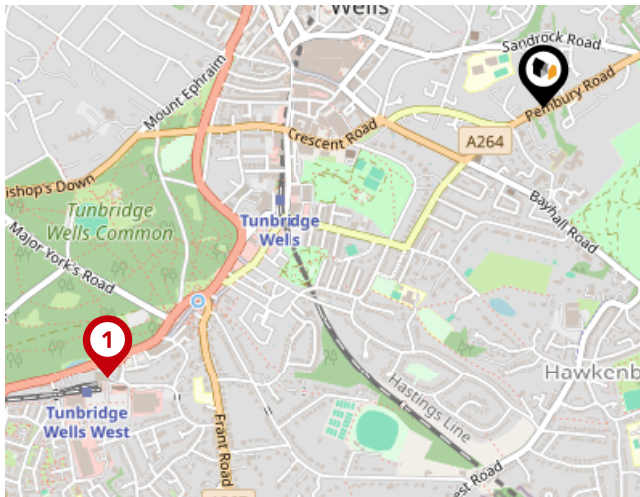 Wells
Sandrock Road
Mount Ephraim
Pembury Road
Crescent Road
A264
ishop's Down
Bayhall Road
Tunbridge
Wells Common
Tunbridge
Wells
Major York's Road
1
Hawkenb
Hastings Line
Tunbridge
Wells West
Frant Road
est Road